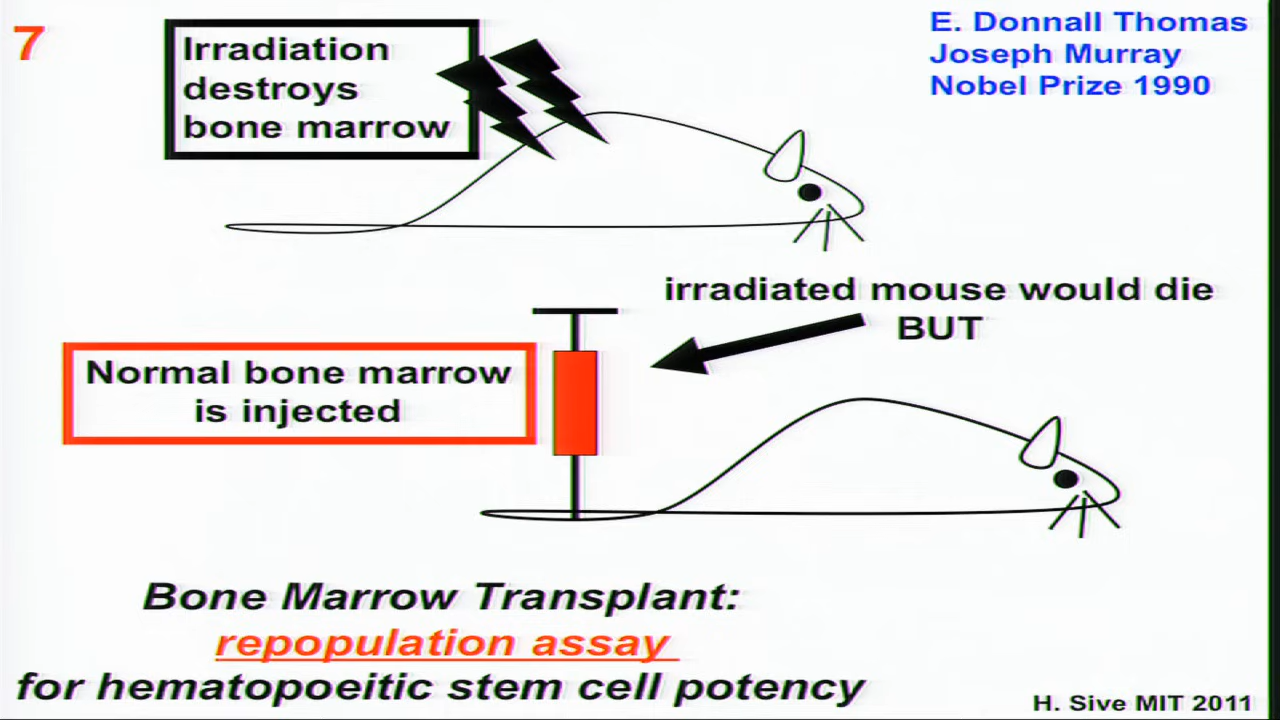 7
Irradiation
destroys
bone marrow
E. Donnall Thomas
Joseph Murray
Nobel Prize 1990
irradiated mouse would die
BUT
Normal bone marrow
is injected
Bone Marrow Transplant:
repopulation assay
for hematopoeitic stem cell potency
H. Sive MIT 2011